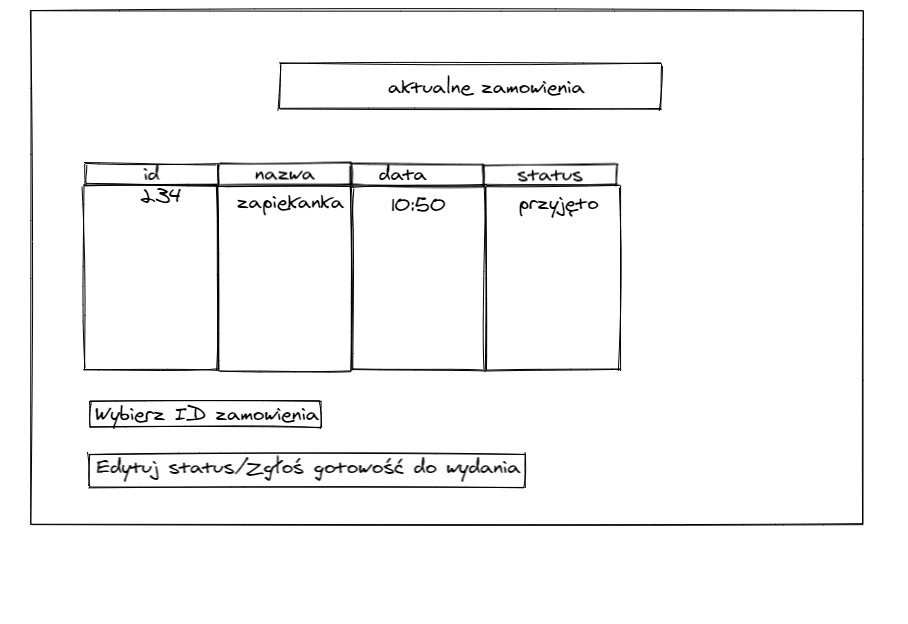 aktualne zamowienia
id nazwa data status
234 zapiekanka 10:50 przyjęto
Wybierz ID zamowienia
Edytuj status/Zgłoś gotowość do wydania